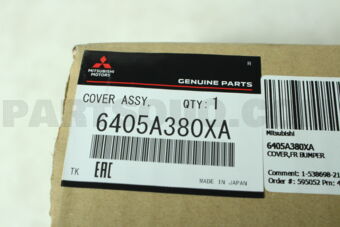 MITSUBISHI
MOTORS
R
GENUINE PARTS
COVER ASSY. QTY: 1
6405A380XA
TK EAC
MADE IN JAPAN
Mitsubishi
6405A380XA
COVER,FR BUMPER
Comment: 1-538698-21
Order #: 595052 Prn: 4